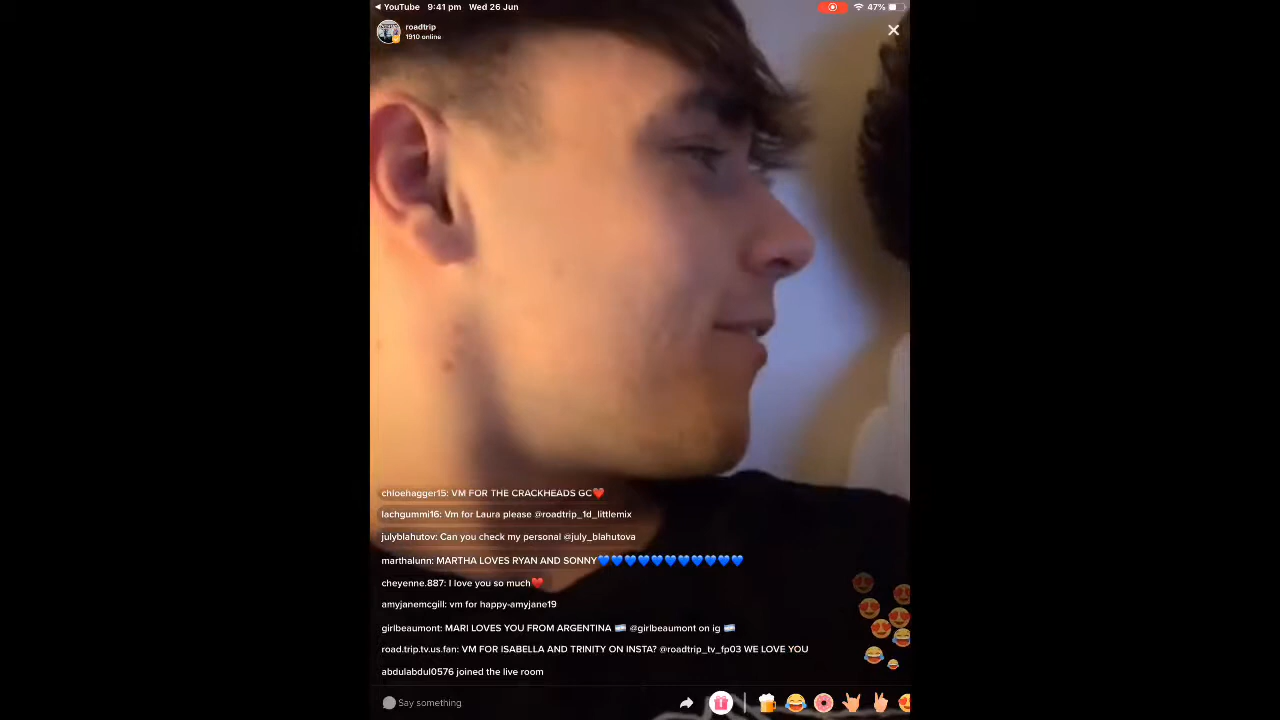 YouTube 9:41 pm Wed 26 Jun 47%
roadtrip
1910 online
chloehagger15: VM FOR THE CRACKHEADS GC❤️
lachgummi16: Vm for Laura please @roadtrip_1d_littlemix
julyblahutov: Can you check my personal @july_blahutova
marthalunn: MARTHA LOVES RYAN AND SONNY💙💙💙💙💙💙💙💙💙💙💙
cheyenne.887: I love you so much❤️
amyjanemcgill: vm for happy-amyjane19
girlbeaumont: MARI LOVES YOU FROM ARGENTINA 🇦🇷 @girlbeaumont on ig 🇦🇷
road.trip.tv.us.fan: VM FOR ISABELLA AND TRINITY ON INSTA? @roadtrip_tv_fp03 WE LOVE YOU
abdulabdul0576 joined the live room
Say something